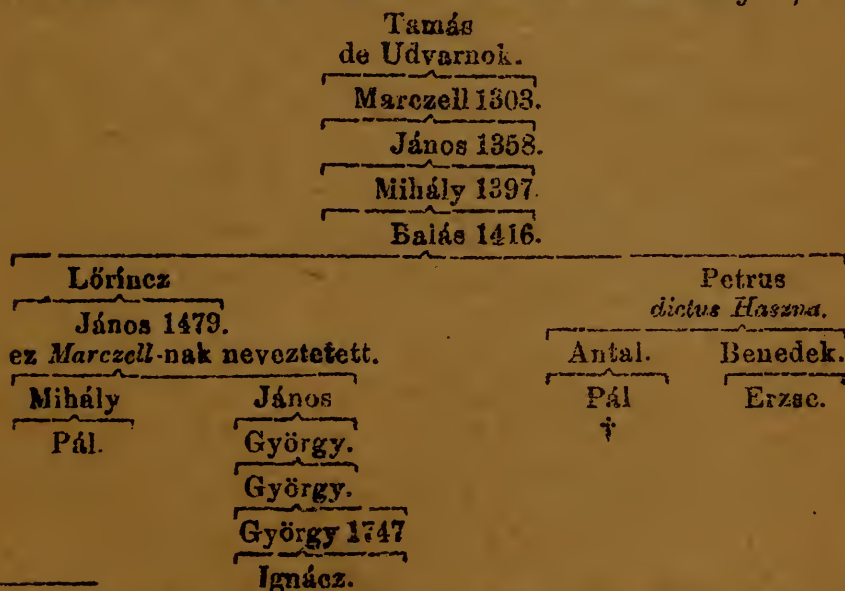 Tamás
de Udvarnok.
Marczell 1303.
János 1358.
Mihály 1397.
Balás 1416.
Lőrincz
Petrus
dictus Haszna.
János 1479.
ez Marczell-nak neveztetett.
Antal.
Benedek.
Mihály
János
Pál
Erzse.
†
Pál.
György.
György.
György 1747
Ignácz.